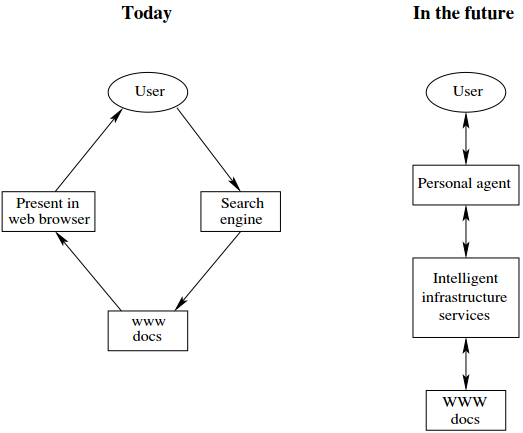 Today
User
Search
engine
www
docs
Present in
web browser
In the future
User
Personal agent
Intelligent
infrastructure
services
WWW
docs